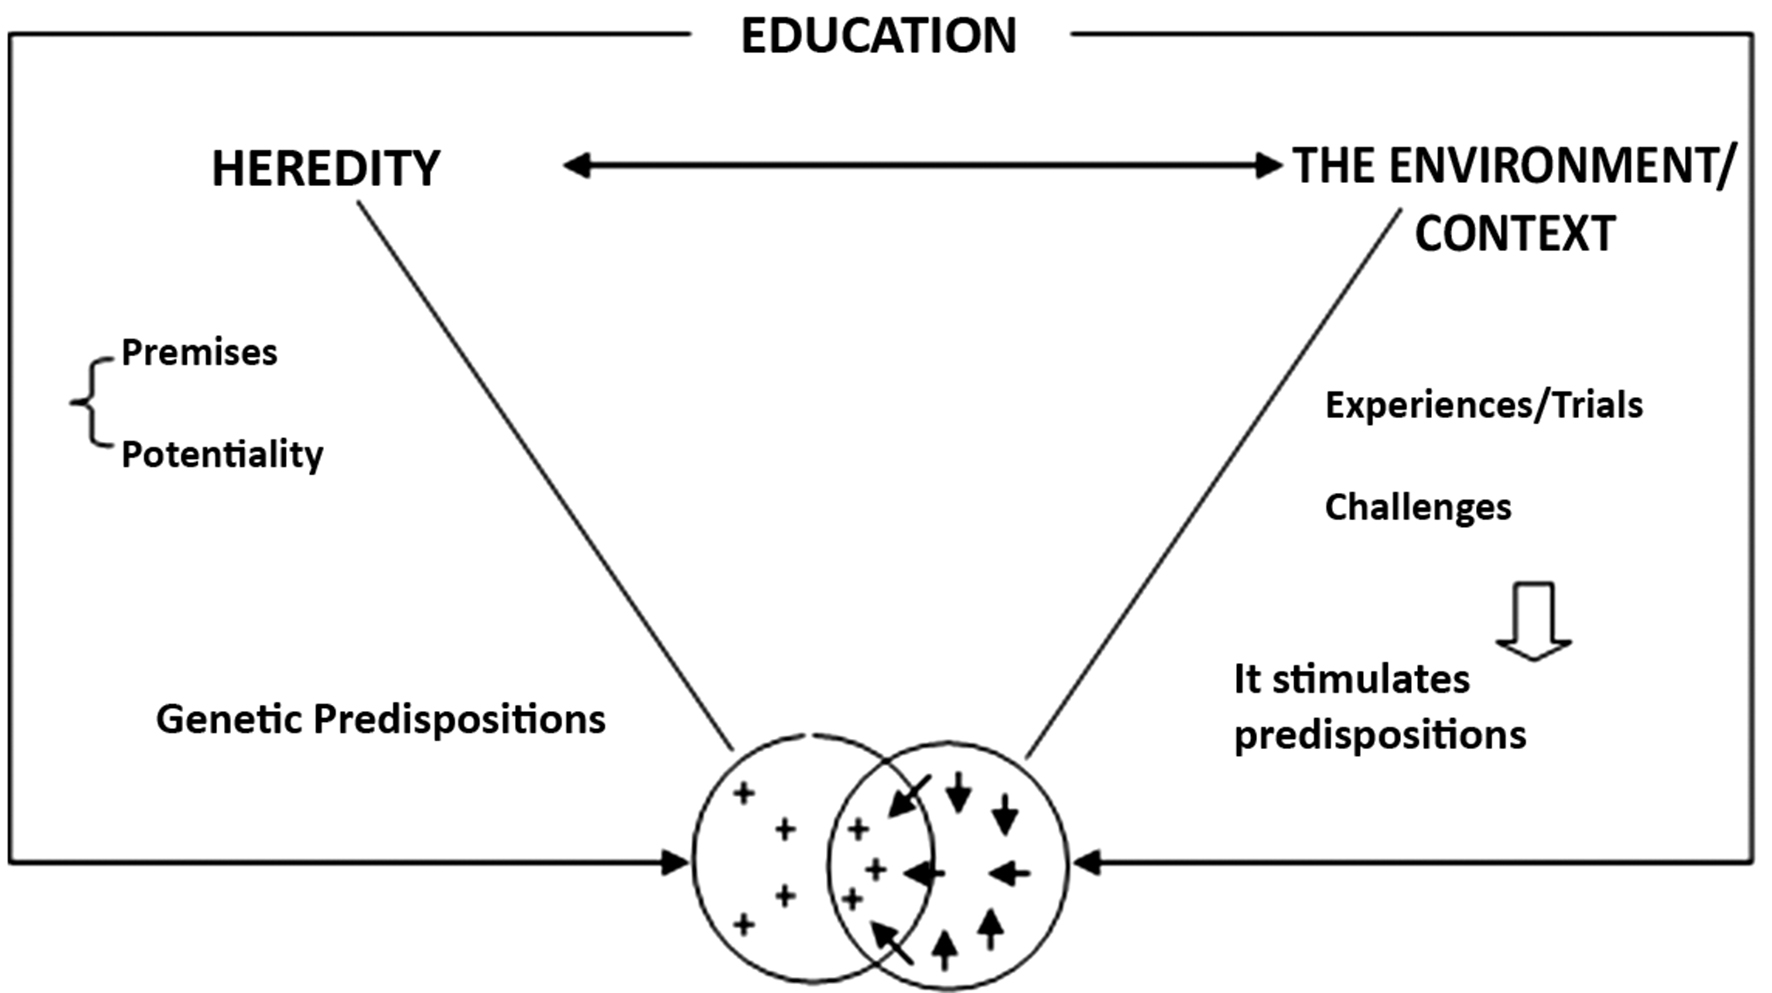 EDUCATION
HEREDITY
THE ENVIRONMENT/
CONTEXT
Premises
Potentiality
Experiences/Trials
Challenges
Genetic Predispositions
It stimulates
predispositions